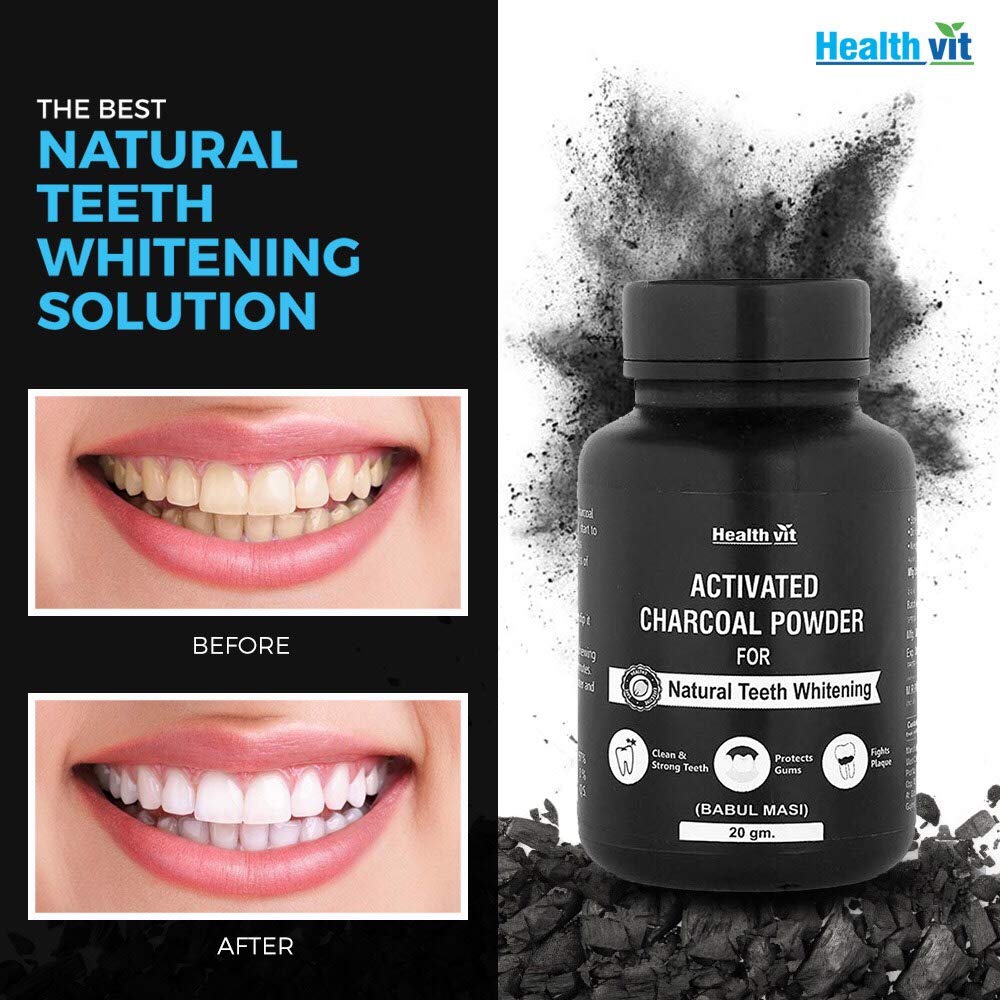 Health vit
THE BEST
NATURAL
TEETH
WHITENING
SOLUTION
BEFORE
AFTER
Health vit
ACTIVATED
CHARCOAL POWDER
FOR
Natural Teeth Whitening
Clean &
Strong Teeth
Protects
Gums
Fights
Plaque
(BABUL MASI)
20 gm.